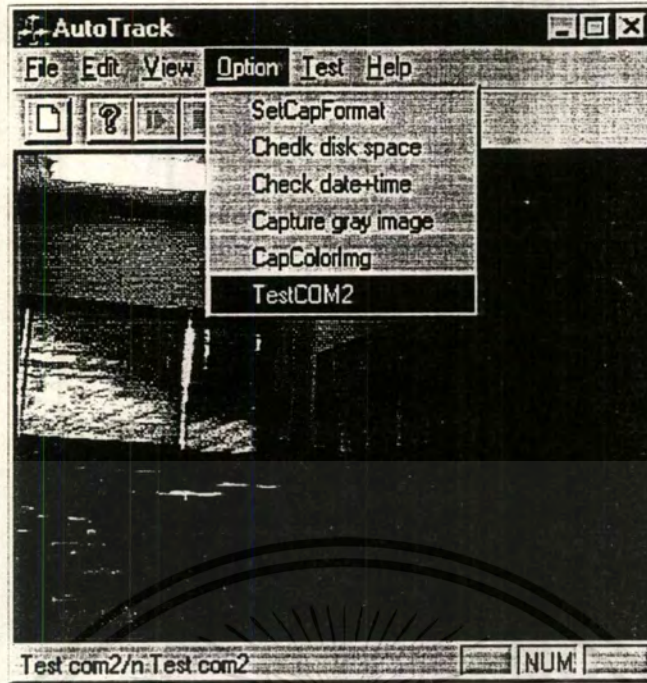 AutoTrack
File Edit View Option Test Help
SetCapFormat
Chedk disk space
Check date+time
Capture gray image
CapColorImg
TestCOM2
Test com2/n Test com2
NUM